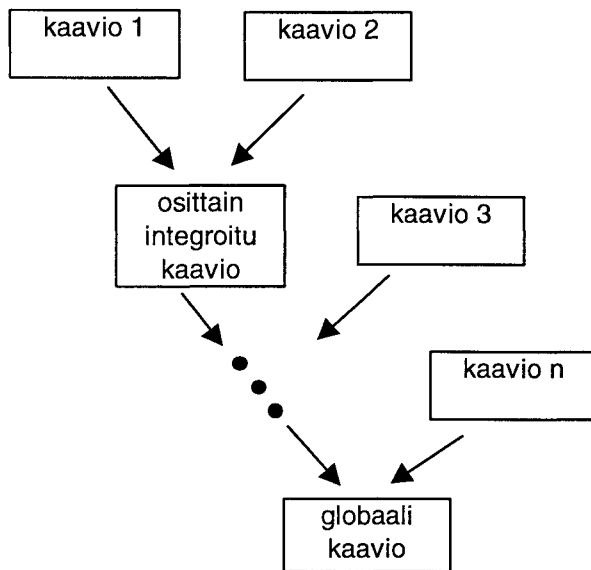 kaavio 1
kaavio 2
osittain
integroitu
kaavio
kaavio 3
kaavio n
globaali
kaavio